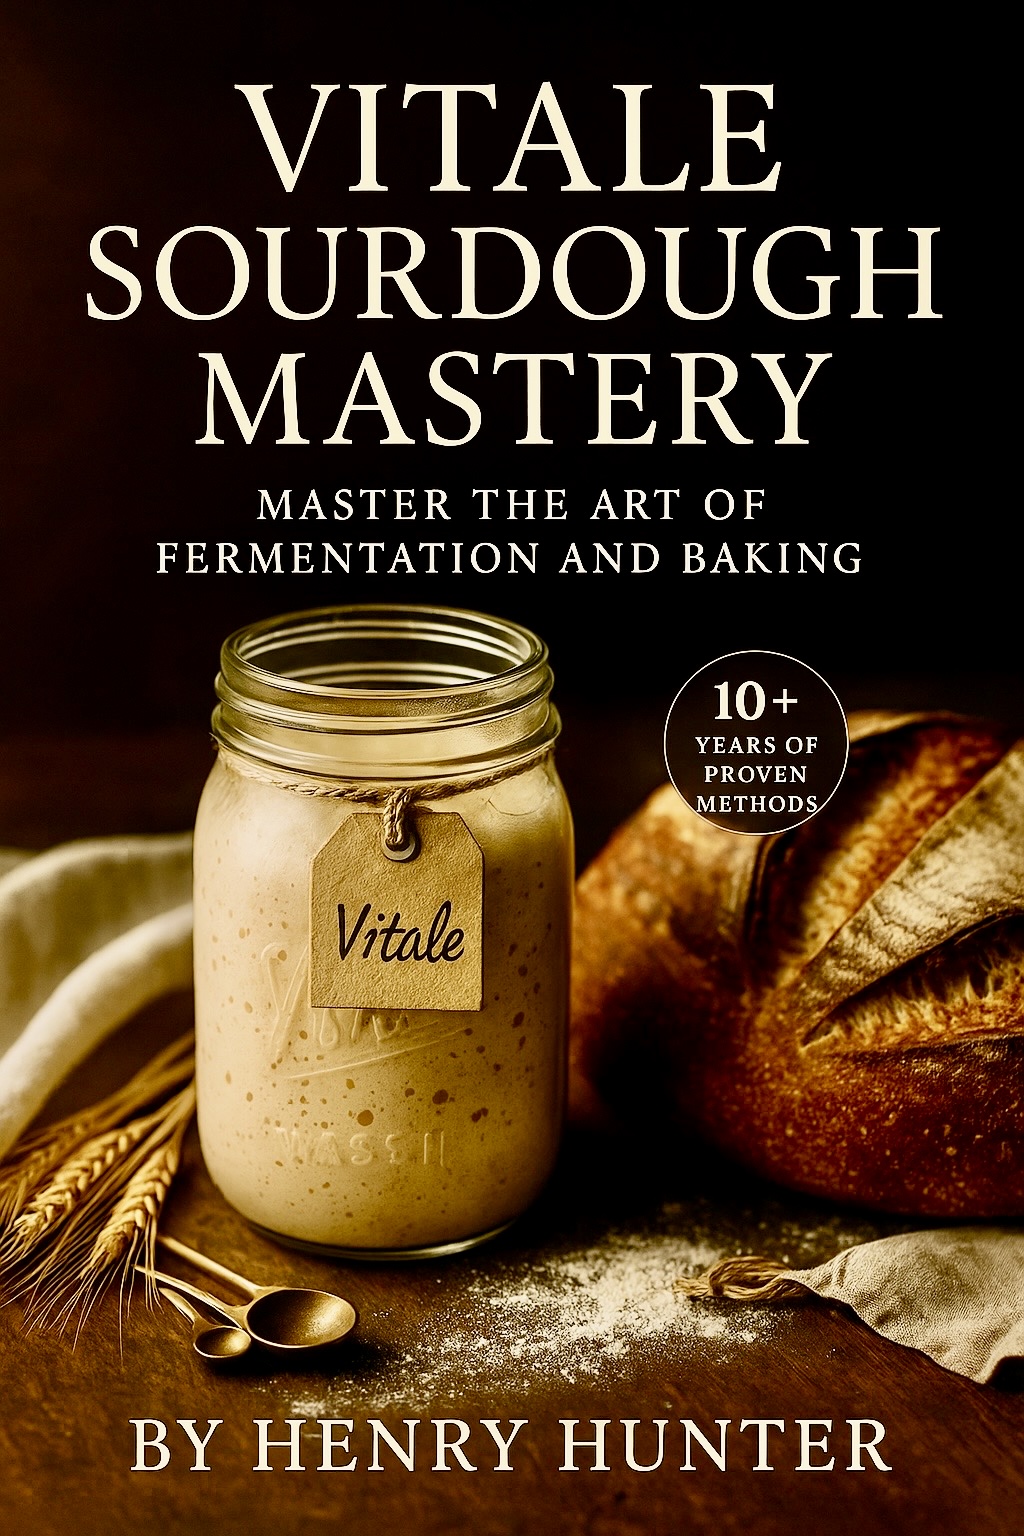 VITALE
SOURDOUGH
MASTERY
MASTER THE ART OF
FERMENTATION AND BAKING
10+
YEARS OF
PROVEN
METHODS
Vitale
BY HENRY HUNTER